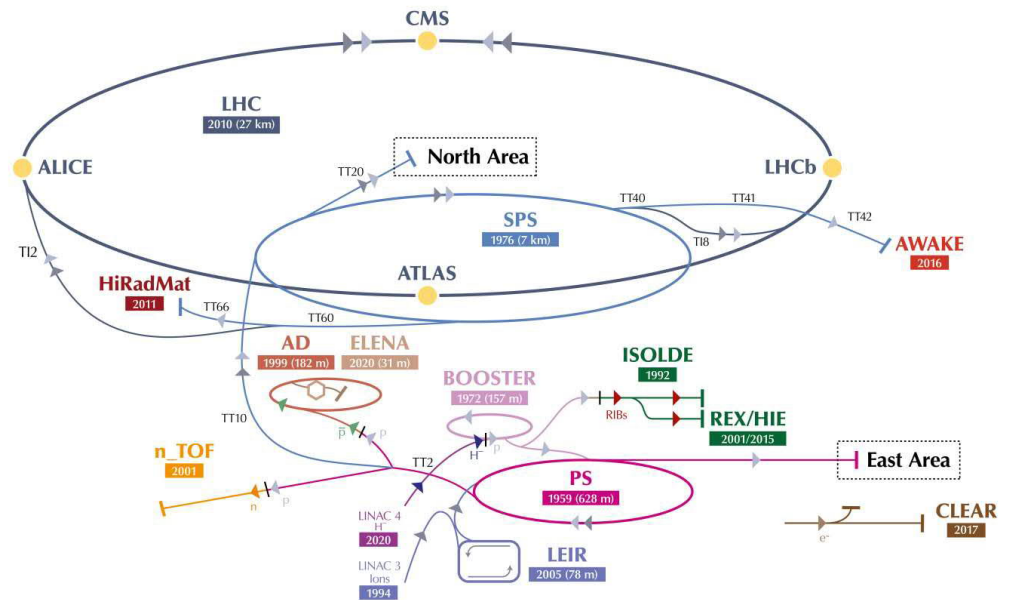 CMS
LHC
2010 (27 km)
North Area
TT20
ALICE
LHCb
TT40
TT41
TT42
SPS
1976 (7 km)
TI8
TI2
AWAKE
2016
ATLAS
HiRadMat
2011
TT66
TT60
AD
1999 (182 m)
ELENA
2020 (31 m)
ISOLDE
1992
BOOSTER
1972 (157 m)
RIBs
REX/HIE
2001/2015
TT10
p̅
p
H⁻
p
n_TOF
2001
TT2
East Area
PS
1959 (628 m)
n
p
LINAC 4
H⁻
2020
CLEAR
2017
e⁻
LEIR
2005 (78 m)
LINAC 3
Ions
1994